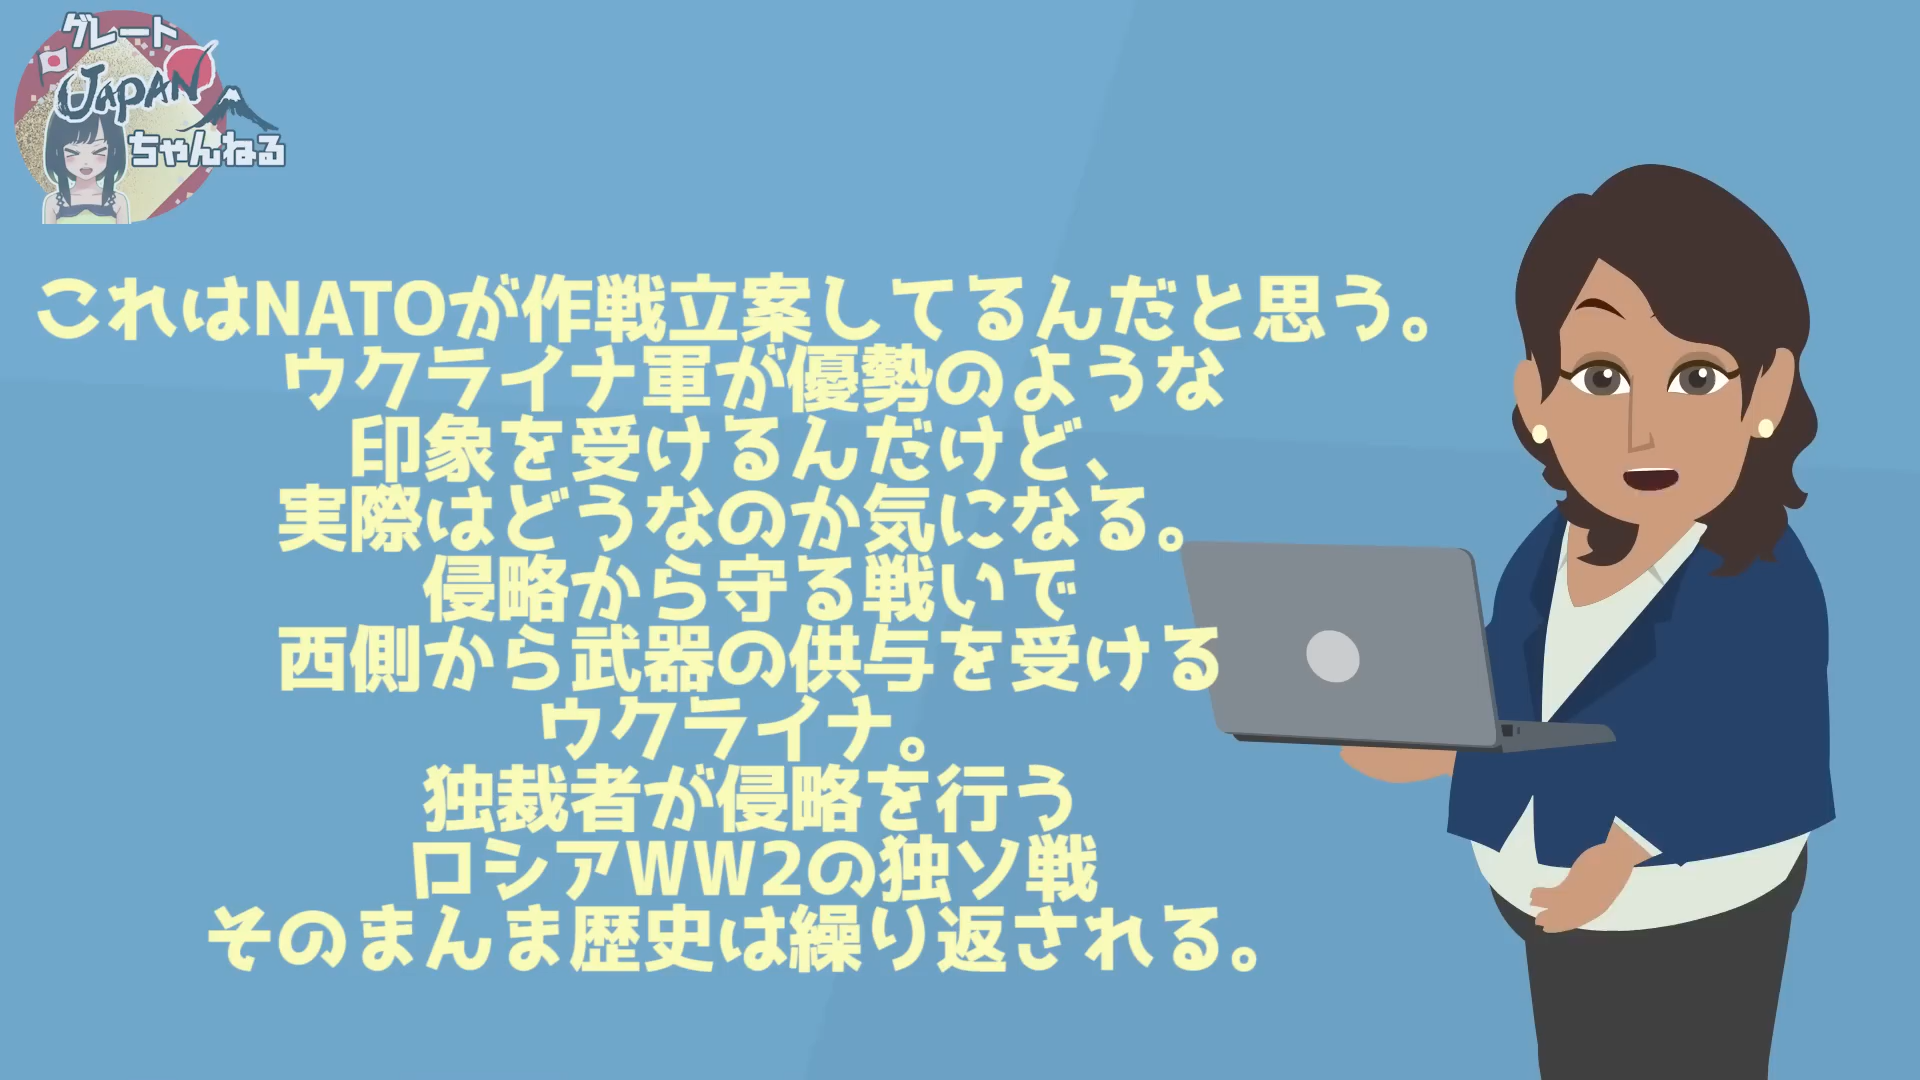 グレート
JAPAN
ちゃんねる
これはNATOが作戦立案してるんだと思う。
ウクライナ軍が優勢のような
印象を受けるんだけど、
実際はどうなのか気になる。
侵略から守る戦いで
西側から武器の供与を受ける
ウクライナ。
独裁者が侵略を行う
ロシアWW2の独ソ戦
そのまんま歴史は繰り返される。